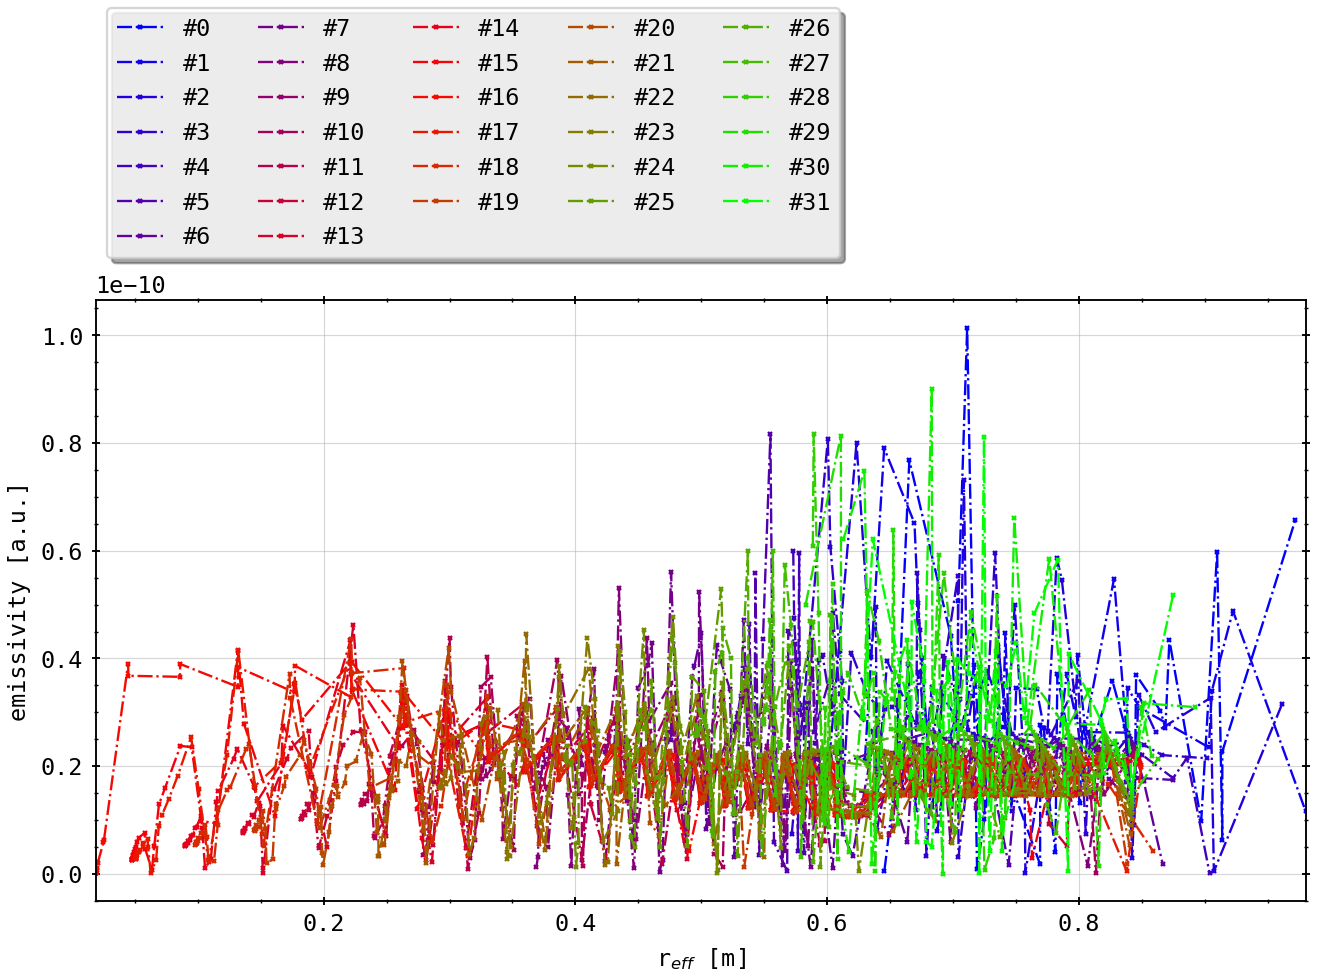 #0 #7 #14 #20 #26
#1 #8 #15 #21 #27
#2 #9 #16 #22 #28
#3 #10 #17 #23 #29
#4 #11 #18 #24 #30
#5 #12 #19 #25 #31
#6 #13
1e−10
1.0
0.8
0.6
0.4
0.2
0.0
emissivity [a.u.]
0.2 0.4 0.6 0.8
r_eff [m]